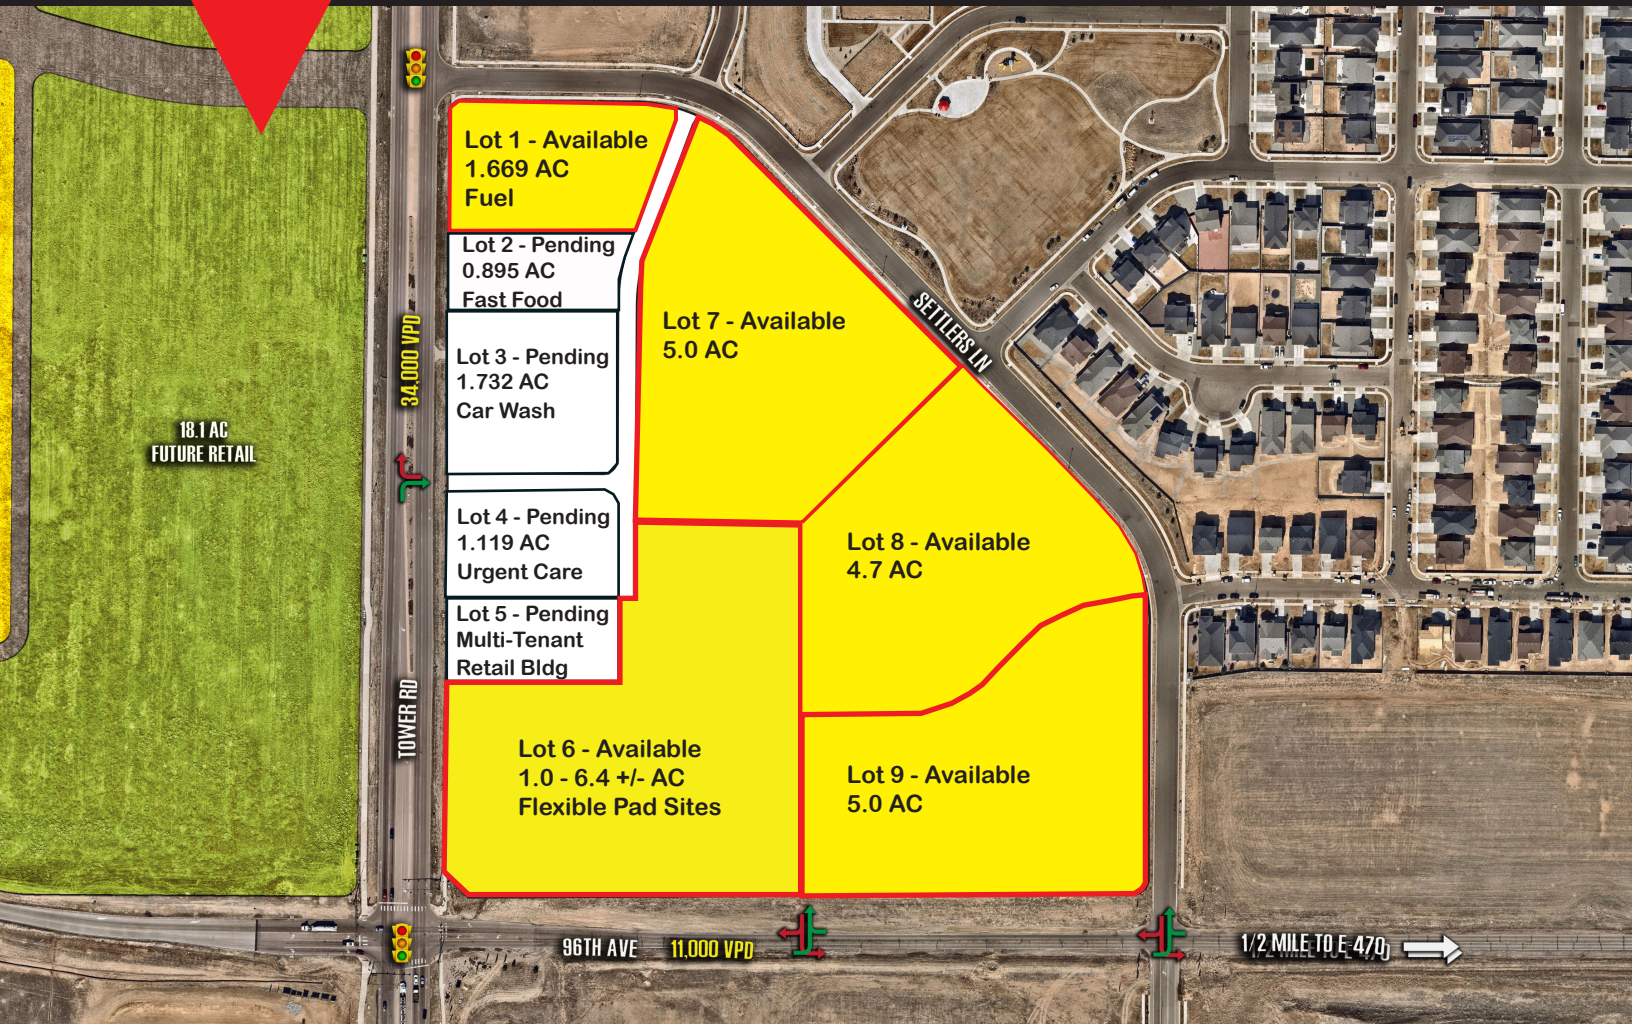 Lot 1 - Available
1.669 AC
Fuel
Lot 2 - Pending
0.895 AC
Fast Food
Lot 3 - Pending
1.732 AC
Car Wash
Lot 4 - Pending
1.119 AC
Urgent Care
Lot 5 - Pending
Multi-Tenant
Retail Bldg
Lot 6 - Available
1.0 - 6.4 +/- AC
Flexible Pad Sites
Lot 7 - Available
5.0 AC
Lot 8 - Available
4.7 AC
Lot 9 - Available
5.0 AC
18.1 AC
FUTURE RETAIL
34,000 VPD
TOWER RD
SETTLERS LN
96TH AVE 11,000 VPD
1/2 MILE TO E-470